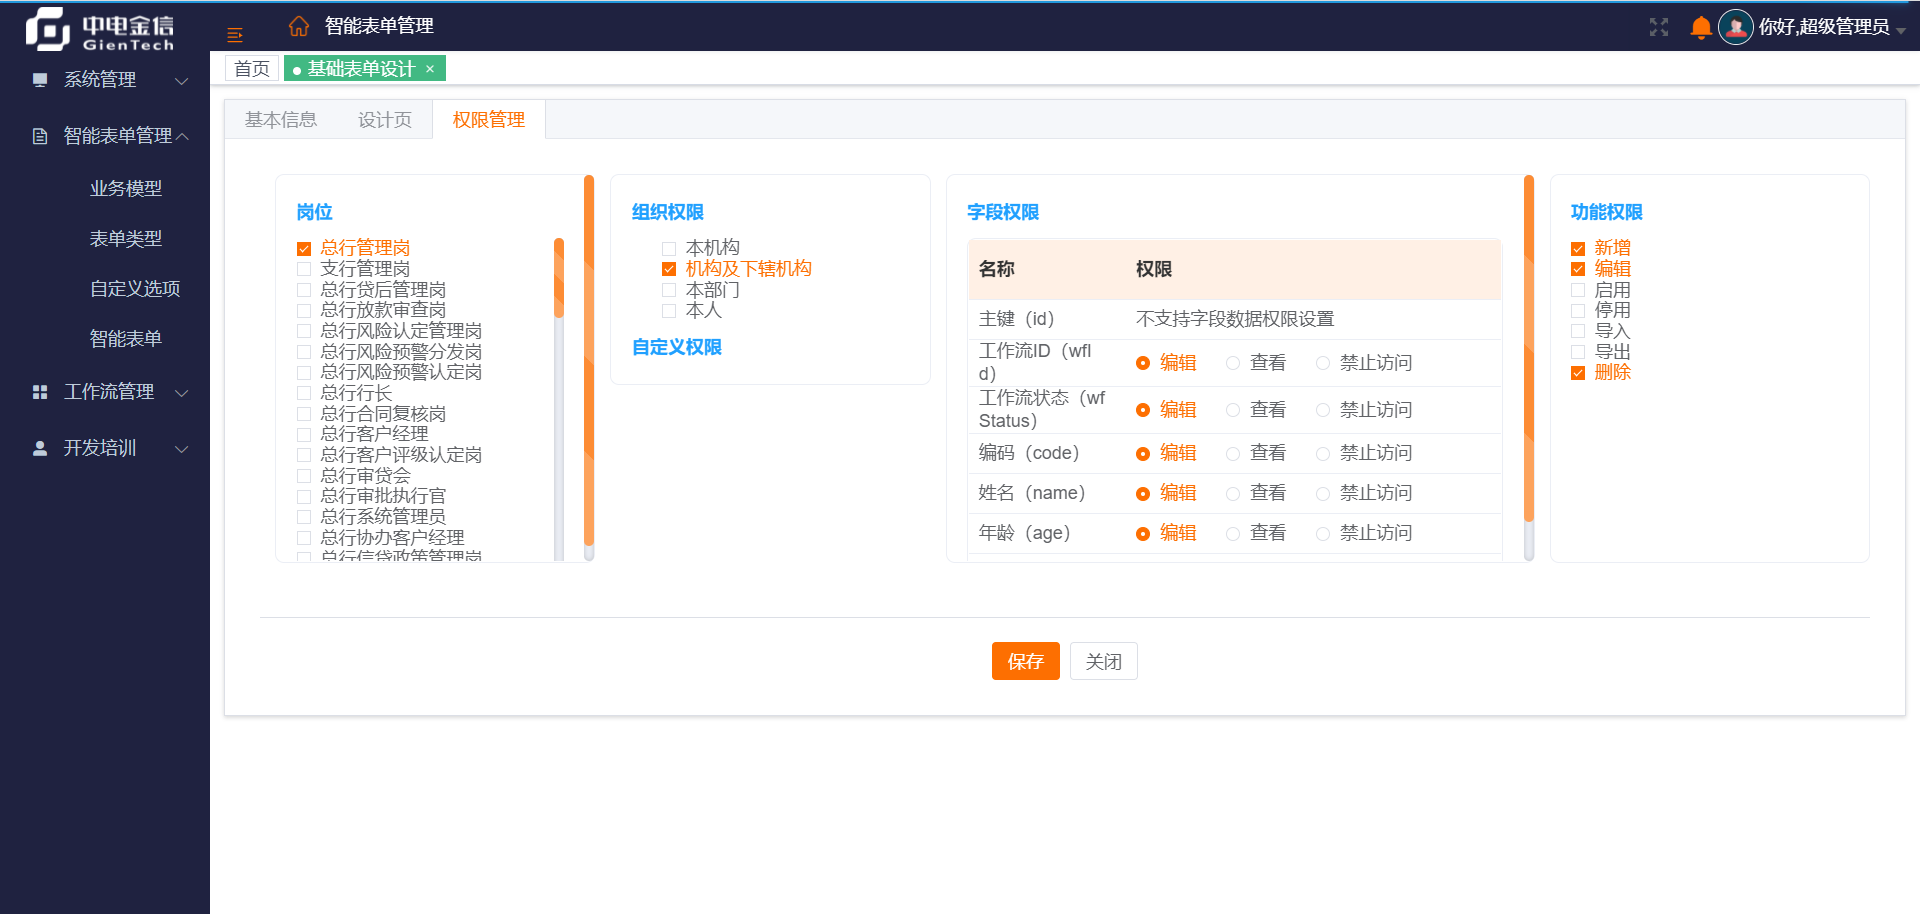 中电金信
GienTech
智能表单管理
你好,超级管理员
系统管理
智能表单管理
业务模型
表单类型
自定义选项
智能表单
工作流管理
开发培训
首页
基础表单设计 ×
基本信息
设计页
权限管理
岗位
总行管理岗
支行管理岗
总行贷后管理岗
总行放款审查岗
总行风险认定管理岗
总行风险预警分发岗
总行风险预警认定岗
总行行长
总行合同复核岗
总行客户经理
总行客户评级认定岗
总行审贷会
总行审批执行官
总行系统管理员
总行协办客户经理
总行信贷政策管理岗
组织权限
本机构
机构及下辖机构
本部门
本人
自定义权限
字段权限
名称 权限
主键（id） 不支持字段数据权限设置
工作流ID（wfI
d） 编辑 查看 禁止访问
工作流状态（wf
Status） 编辑 查看 禁止访问
编码（code） 编辑 查看 禁止访问
姓名（name） 编辑 查看 禁止访问
年龄（age） 编辑 查看 禁止访问
功能权限
新增
编辑
启用
停用
导入
导出
删除
保存
关闭